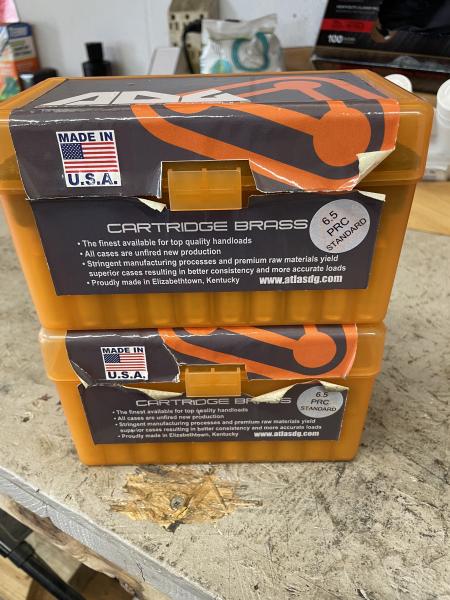 ADG
MADE IN
U.S.A.
CARTRIDGE BRASS
• The finest available for top quality handloads
• All cases are unfired new production
• Stringent manufacturing processes and premium raw materials yield
superior cases resulting in better consistency and more accurate loads
• Proudly made in Elizabethtown, Kentucky
www.atlasdg.com
6.5
PRC
STANDARD
MADE IN
U.S.A.
CARTRIDGE BRASS
• The finest available for top quality handloads
• All cases are unfired new production
• Stringent manufacturing processes and premium raw materials yield
superior cases resulting in better consistency and more accurate loads
• Proudly made in Elizabethtown, Kentucky
www.atlasdg.com
6.5
PRC
STANDARD
100